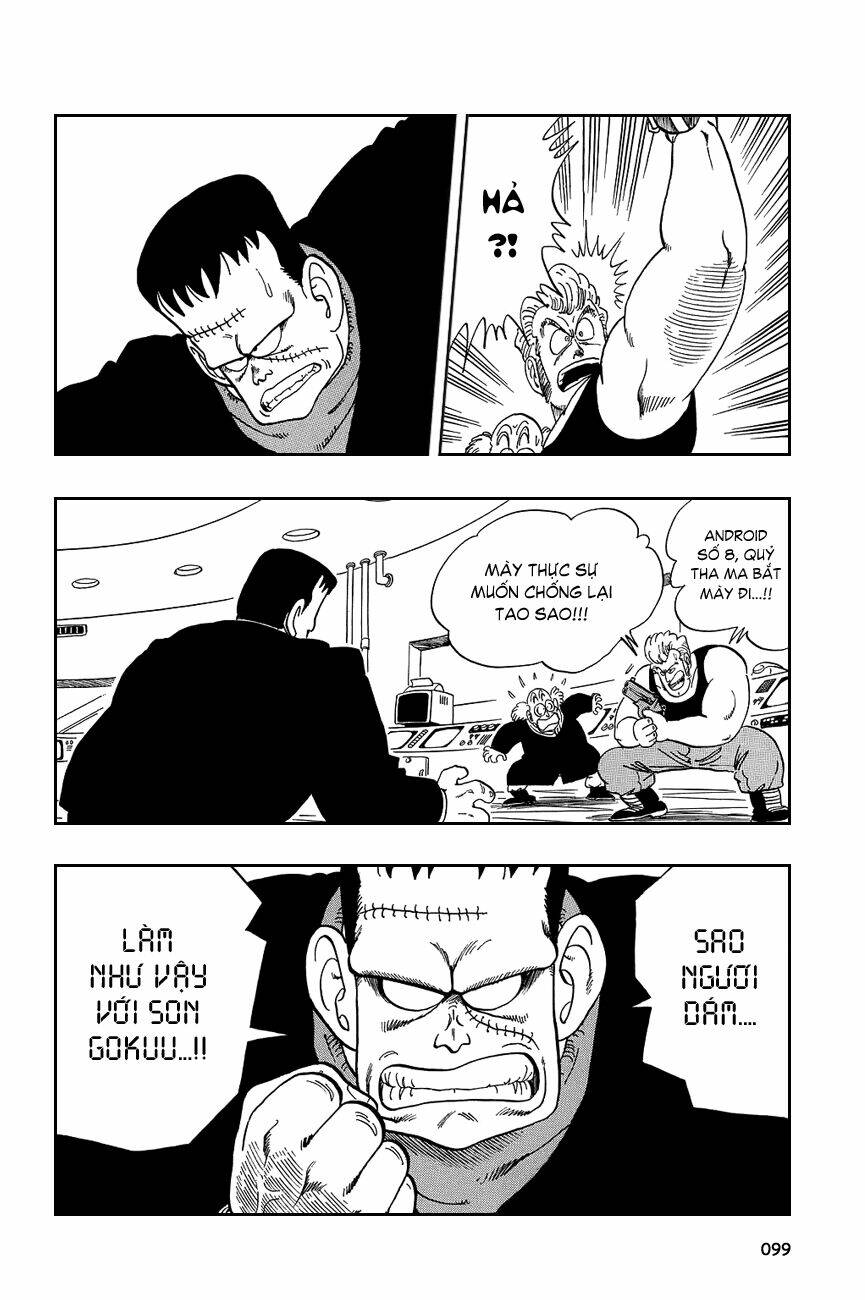 HẢ
?!
ANDROID
SỐ 8, QUỶ
THA MA BẮT
MÀY ĐI...!!
MÀY THỰC SỰ
MUỐN CHỐNG LẠI
TAO SAO!!!
SAO
NGƯƠI
DÁM....
LÀM
NHƯ VẬY
VỚI SON
GOKUU...!!
099